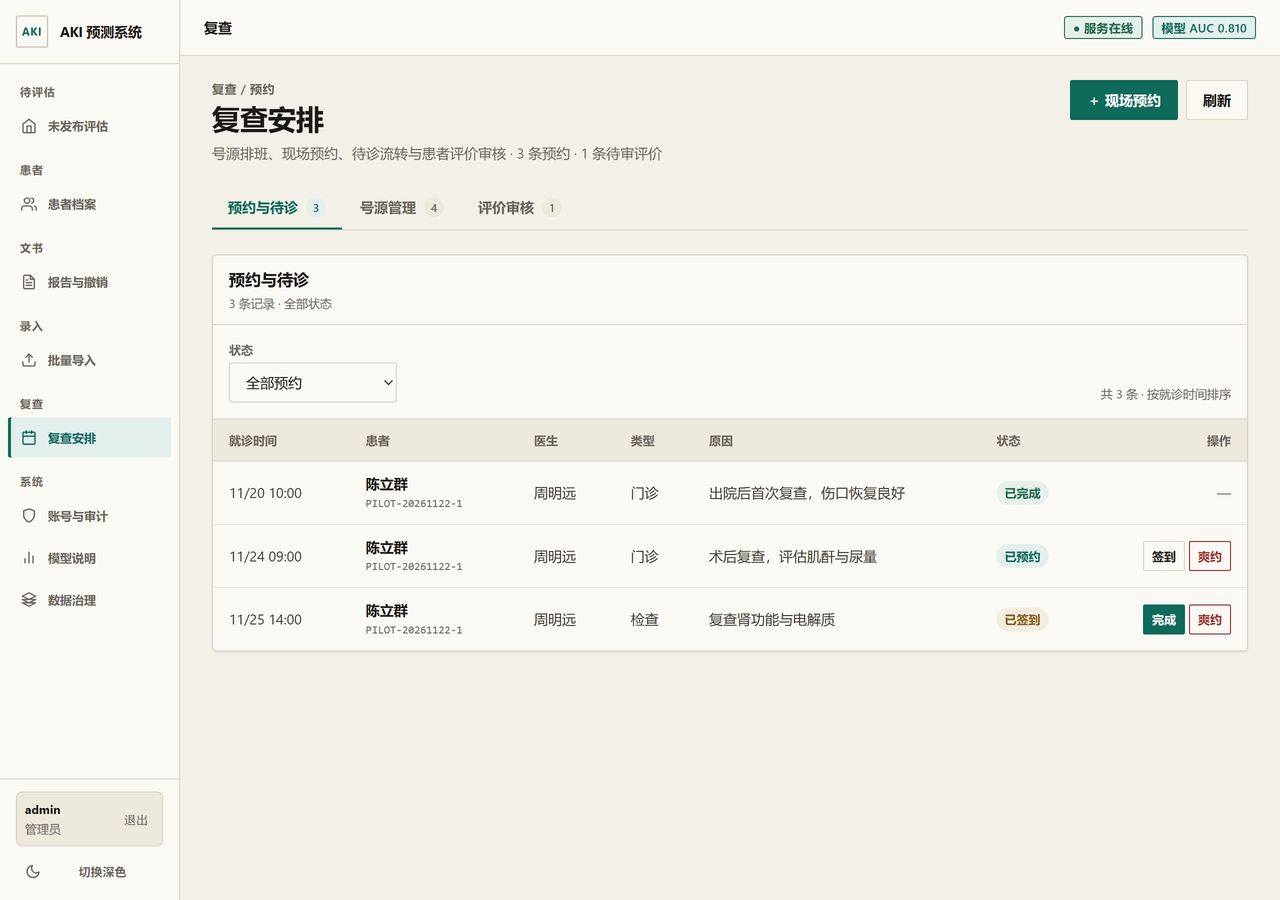 AKI AKI 预测系统
待评估
未发布评估
患者
患者档案
文书
报告与撤销
录入
批量导入
复查
复查安排
系统
账号与审计
模型说明
数据治理
admin
管理员
退出
切换深色
复查
● 服务在线 模型 AUC 0.810
复查 / 预约
复查安排
号源排班、现场预约、待诊流转与患者评价审核 · 3 条预约 · 1 条待审评价
+ 现场预约 刷新
预约与待诊 3 号源管理 4 评价审核 1
预约与待诊
3 条记录 · 全部状态
状态
全部预约
共 3 条 · 按就诊时间排序
就诊时间 患者 医生 类型 原因 状态 操作
11/20 10:00 陈立群 周明远 门诊 出院后首次复查，伤口恢复良好 已完成 —
PILOT-20261122-1
11/24 09:00 陈立群 周明远 门诊 术后复查，评估肌酐与尿量 已预约 签到 爽约
PILOT-20261122-1
11/25 14:00 陈立群 周明远 检查 复查肾功能与电解质 已签到 完成 爽约
PILOT-20261122-1